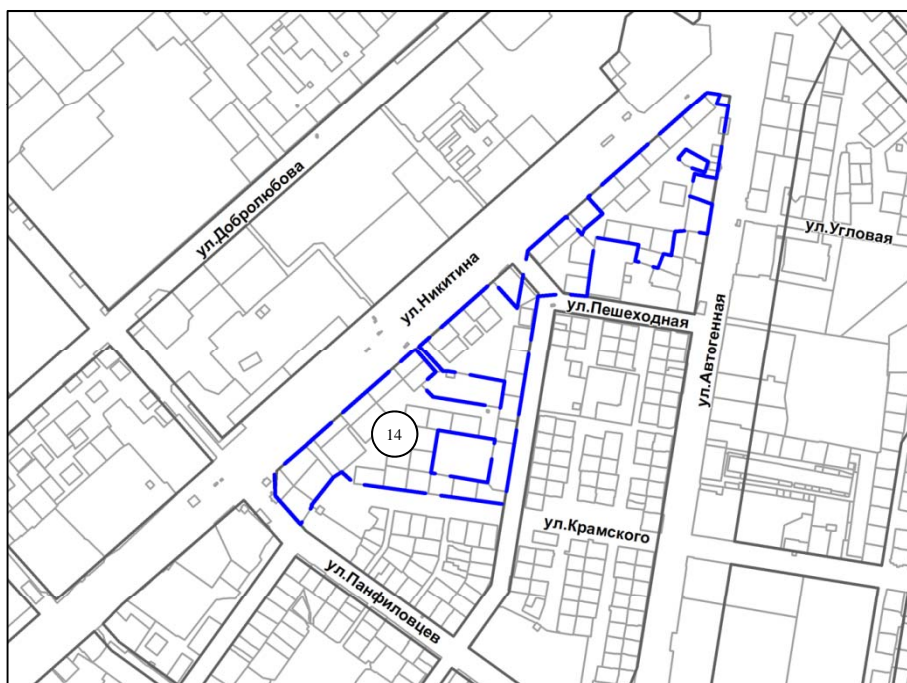 ул.Добролюбова
ул.Никитина
ул.Угловая
ул.Пешеходная
ул.Автогенная
14
ул.Крамского
ул.Панфиловцев